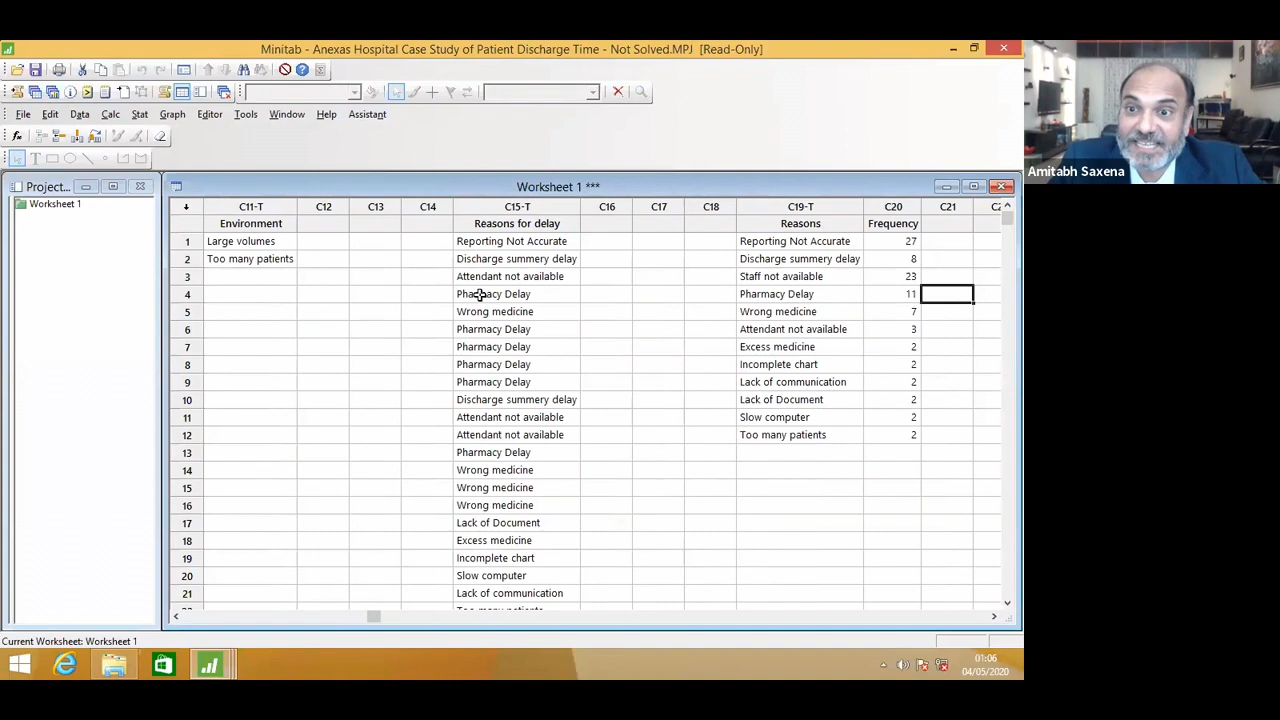 Minitab - Anexas Hospital Case Study of Patient Discharge Time - Not Solved.MPJ [Read-Only]
File Edit Data Calc Stat Graph Editor Tools Window Help Assistant
Project... Worksheet 1 ***
Worksheet 1
C11-T C12 C13 C14 C15-T C16 C17 C18 C19-T C20 C21
Environment Reasons for delay Reasons Frequency
1 Large volumes Reporting Not Accurate Reporting Not Accurate 27
2 Too many patients Discharge summery delay Discharge summery delay 8
3 Attendant not available Staff not available 23
4 Pharmacy Delay Pharmacy Delay 11
5 Wrong medicine Wrong medicine 7
6 Pharmacy Delay Attendant not available 3
7 Pharmacy Delay Excess medicine 2
8 Pharmacy Delay Incomplete chart 2
9 Pharmacy Delay Lack of communication 2
10 Discharge summery delay Lack of Document 2
11 Attendant not available Slow computer 2
12 Attendant not available Too many patients 2
13 Pharmacy Delay
14 Wrong medicine
15 Wrong medicine
16 Wrong medicine
17 Lack of Document
18 Excess medicine
19 Incomplete chart
20 Slow computer
21 Lack of communication
Current Worksheet: Worksheet 1
01:06
04/05/2020
Amitabh Saxena